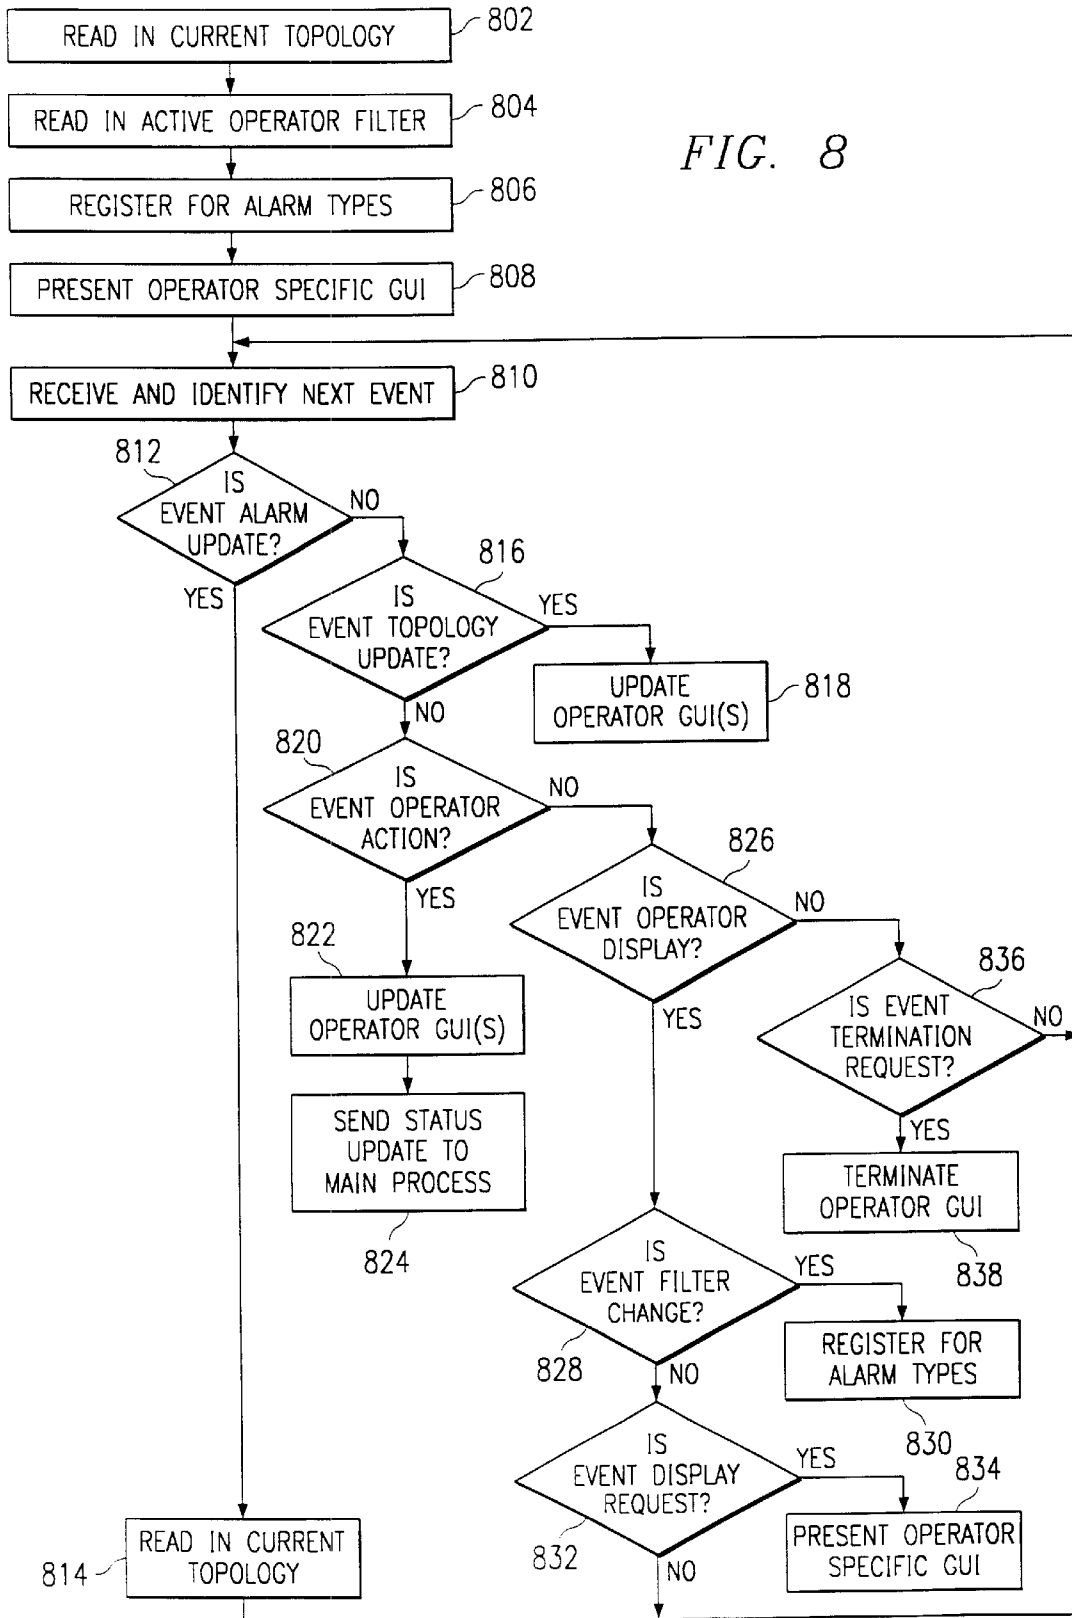 READ IN CURRENT TOPOLOGY
802
READ IN ACTIVE OPERATOR FILTER
804
FIG. 8
REGISTER FOR ALARM TYPES
806
PRESENT OPERATOR SPECIFIC GUI
808
RECEIVE AND IDENTIFY NEXT EVENT
810
812
IS
EVENT ALARM
UPDATE?
NO
YES
816
IS
EVENT TOPOLOGY
UPDATE?
YES
NO
UPDATE
OPERATOR GUI(S)
818
820
IS
EVENT OPERATOR
ACTION?
NO
YES
826
IS
EVENT OPERATOR
DISPLAY?
NO
YES
822
UPDATE
OPERATOR GUI(S)
836
IS EVENT
TERMINATION
REQUEST?
NO
YES
SEND STATUS
UPDATE TO
MAIN PROCESS
824
TERMINATE
OPERATOR GUI
838
IS
EVENT FILTER
CHANGE?
YES
828
NO
REGISTER FOR
ALARM TYPES
830
IS
EVENT DISPLAY
REQUEST?
YES
832
NO
834
PRESENT OPERATOR
SPECIFIC GUI
READ IN CURRENT
TOPOLOGY
814